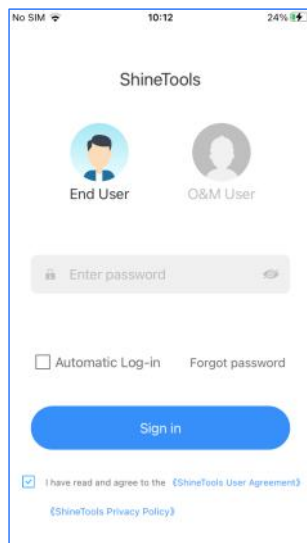 No SIM 10:12 24%
ShineTools
End User O&M User
Enter password
Automatic Log-in Forgot password
Sign in
I have read and agree to the 《ShineTools User Agreement》
《ShineTools Privacy Policy》